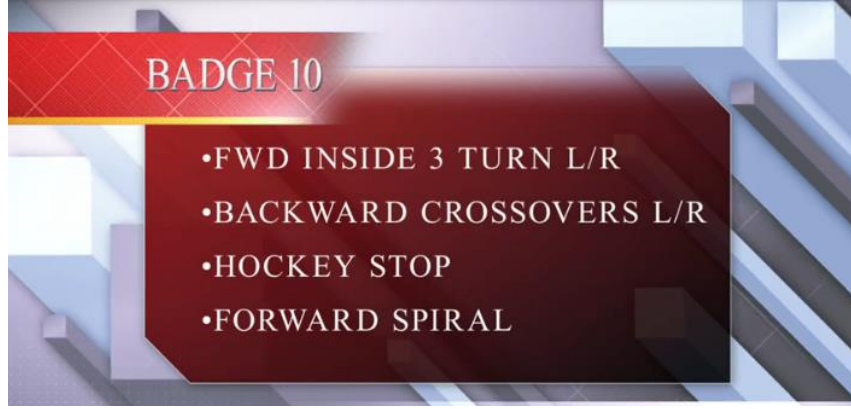 BADGE 10
•FWD INSIDE 3 TURN L/R
•BACKWARD CROSSOVERS L/R
•HOCKEY STOP
•FORWARD SPIRAL